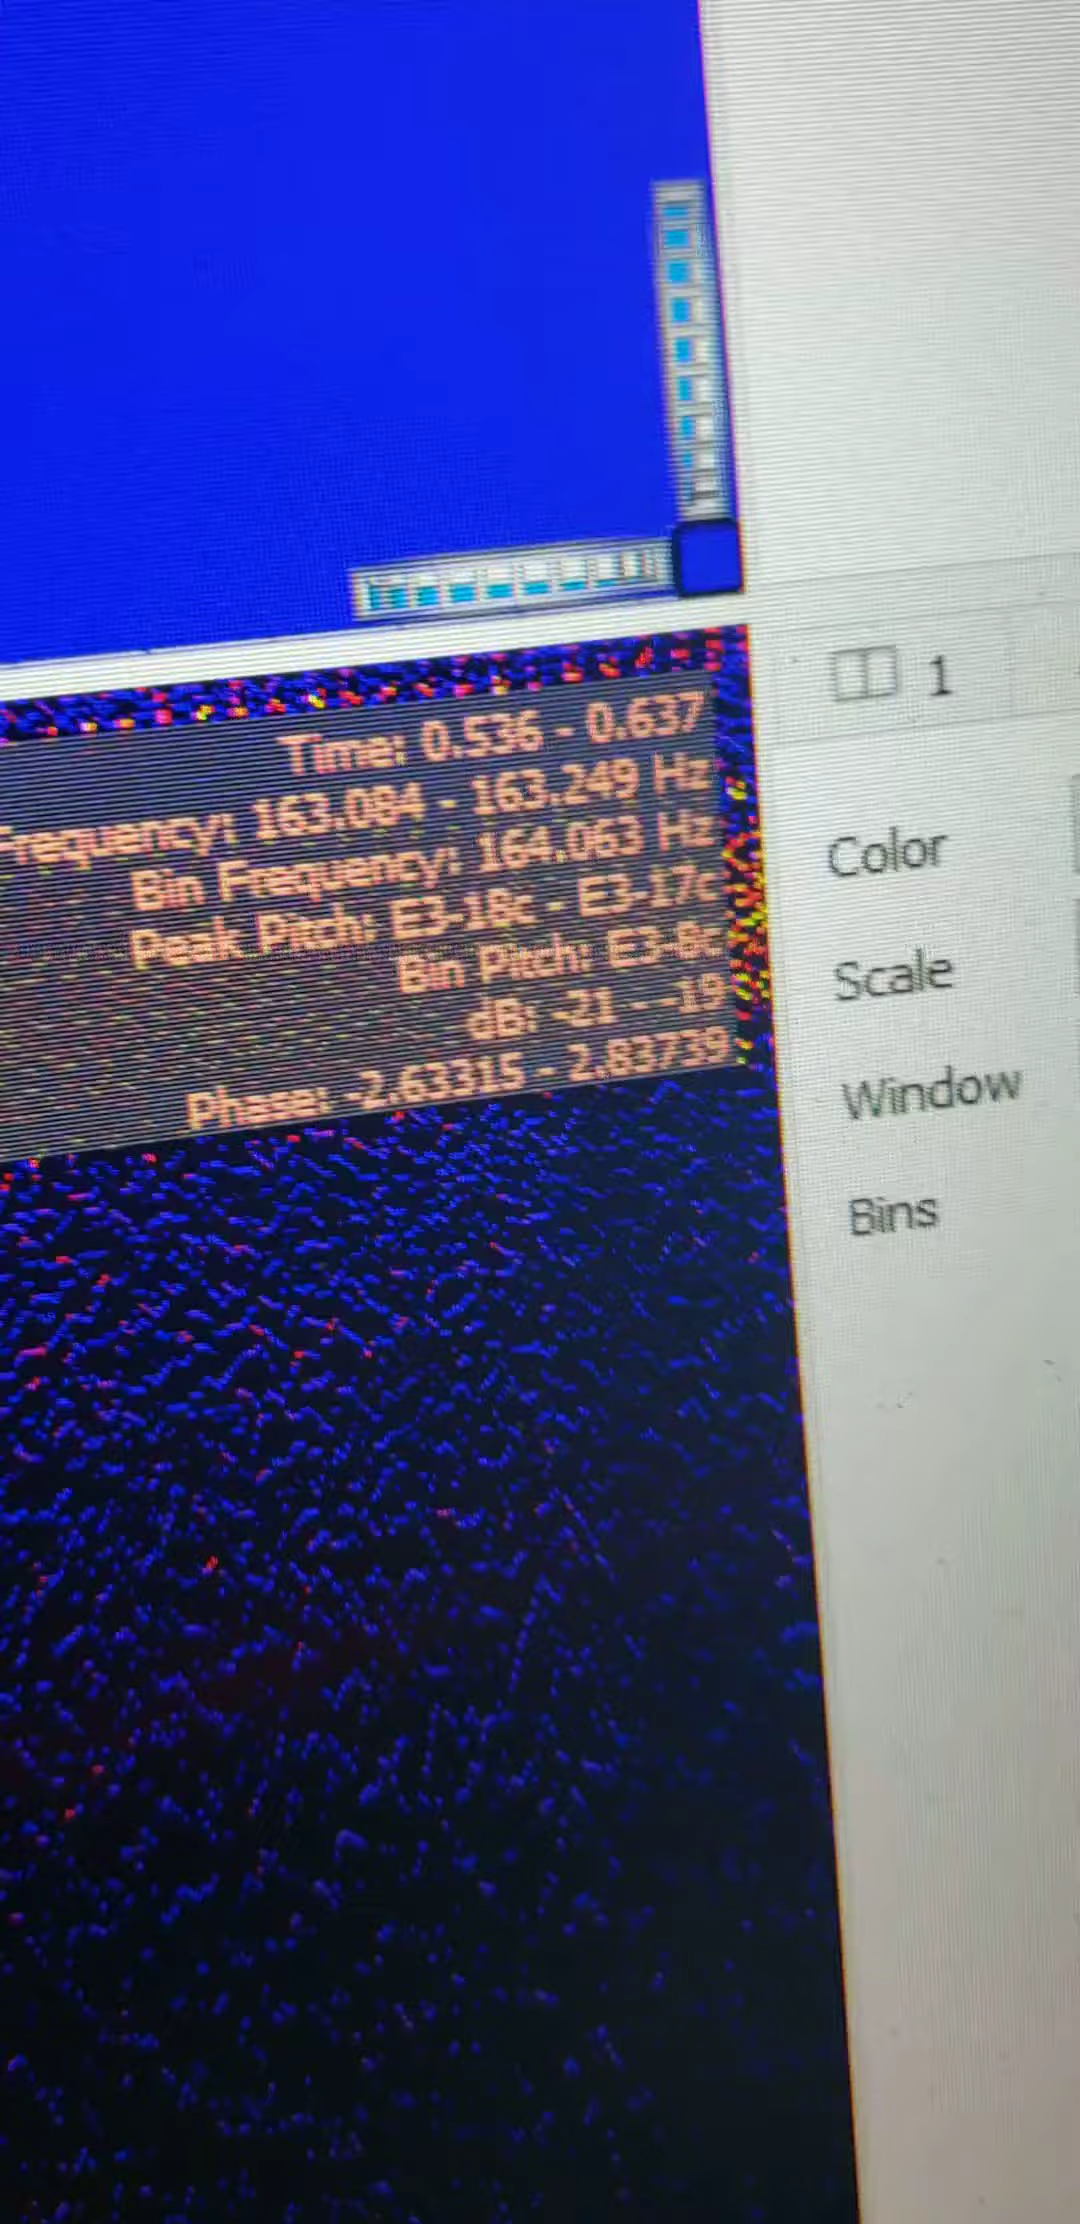 Time: 0.536 - 0.637
Frequency: 163.084 - 163.249 Hz
Bin Frequency: 164.063 Hz
Peak Pitch: E3-18c - E3-17c
Bin Pitch: E3-8c
dB: -21 - -19
Phase: -2.63315 - 2.83739
1
Color
Scale
Window
Bins